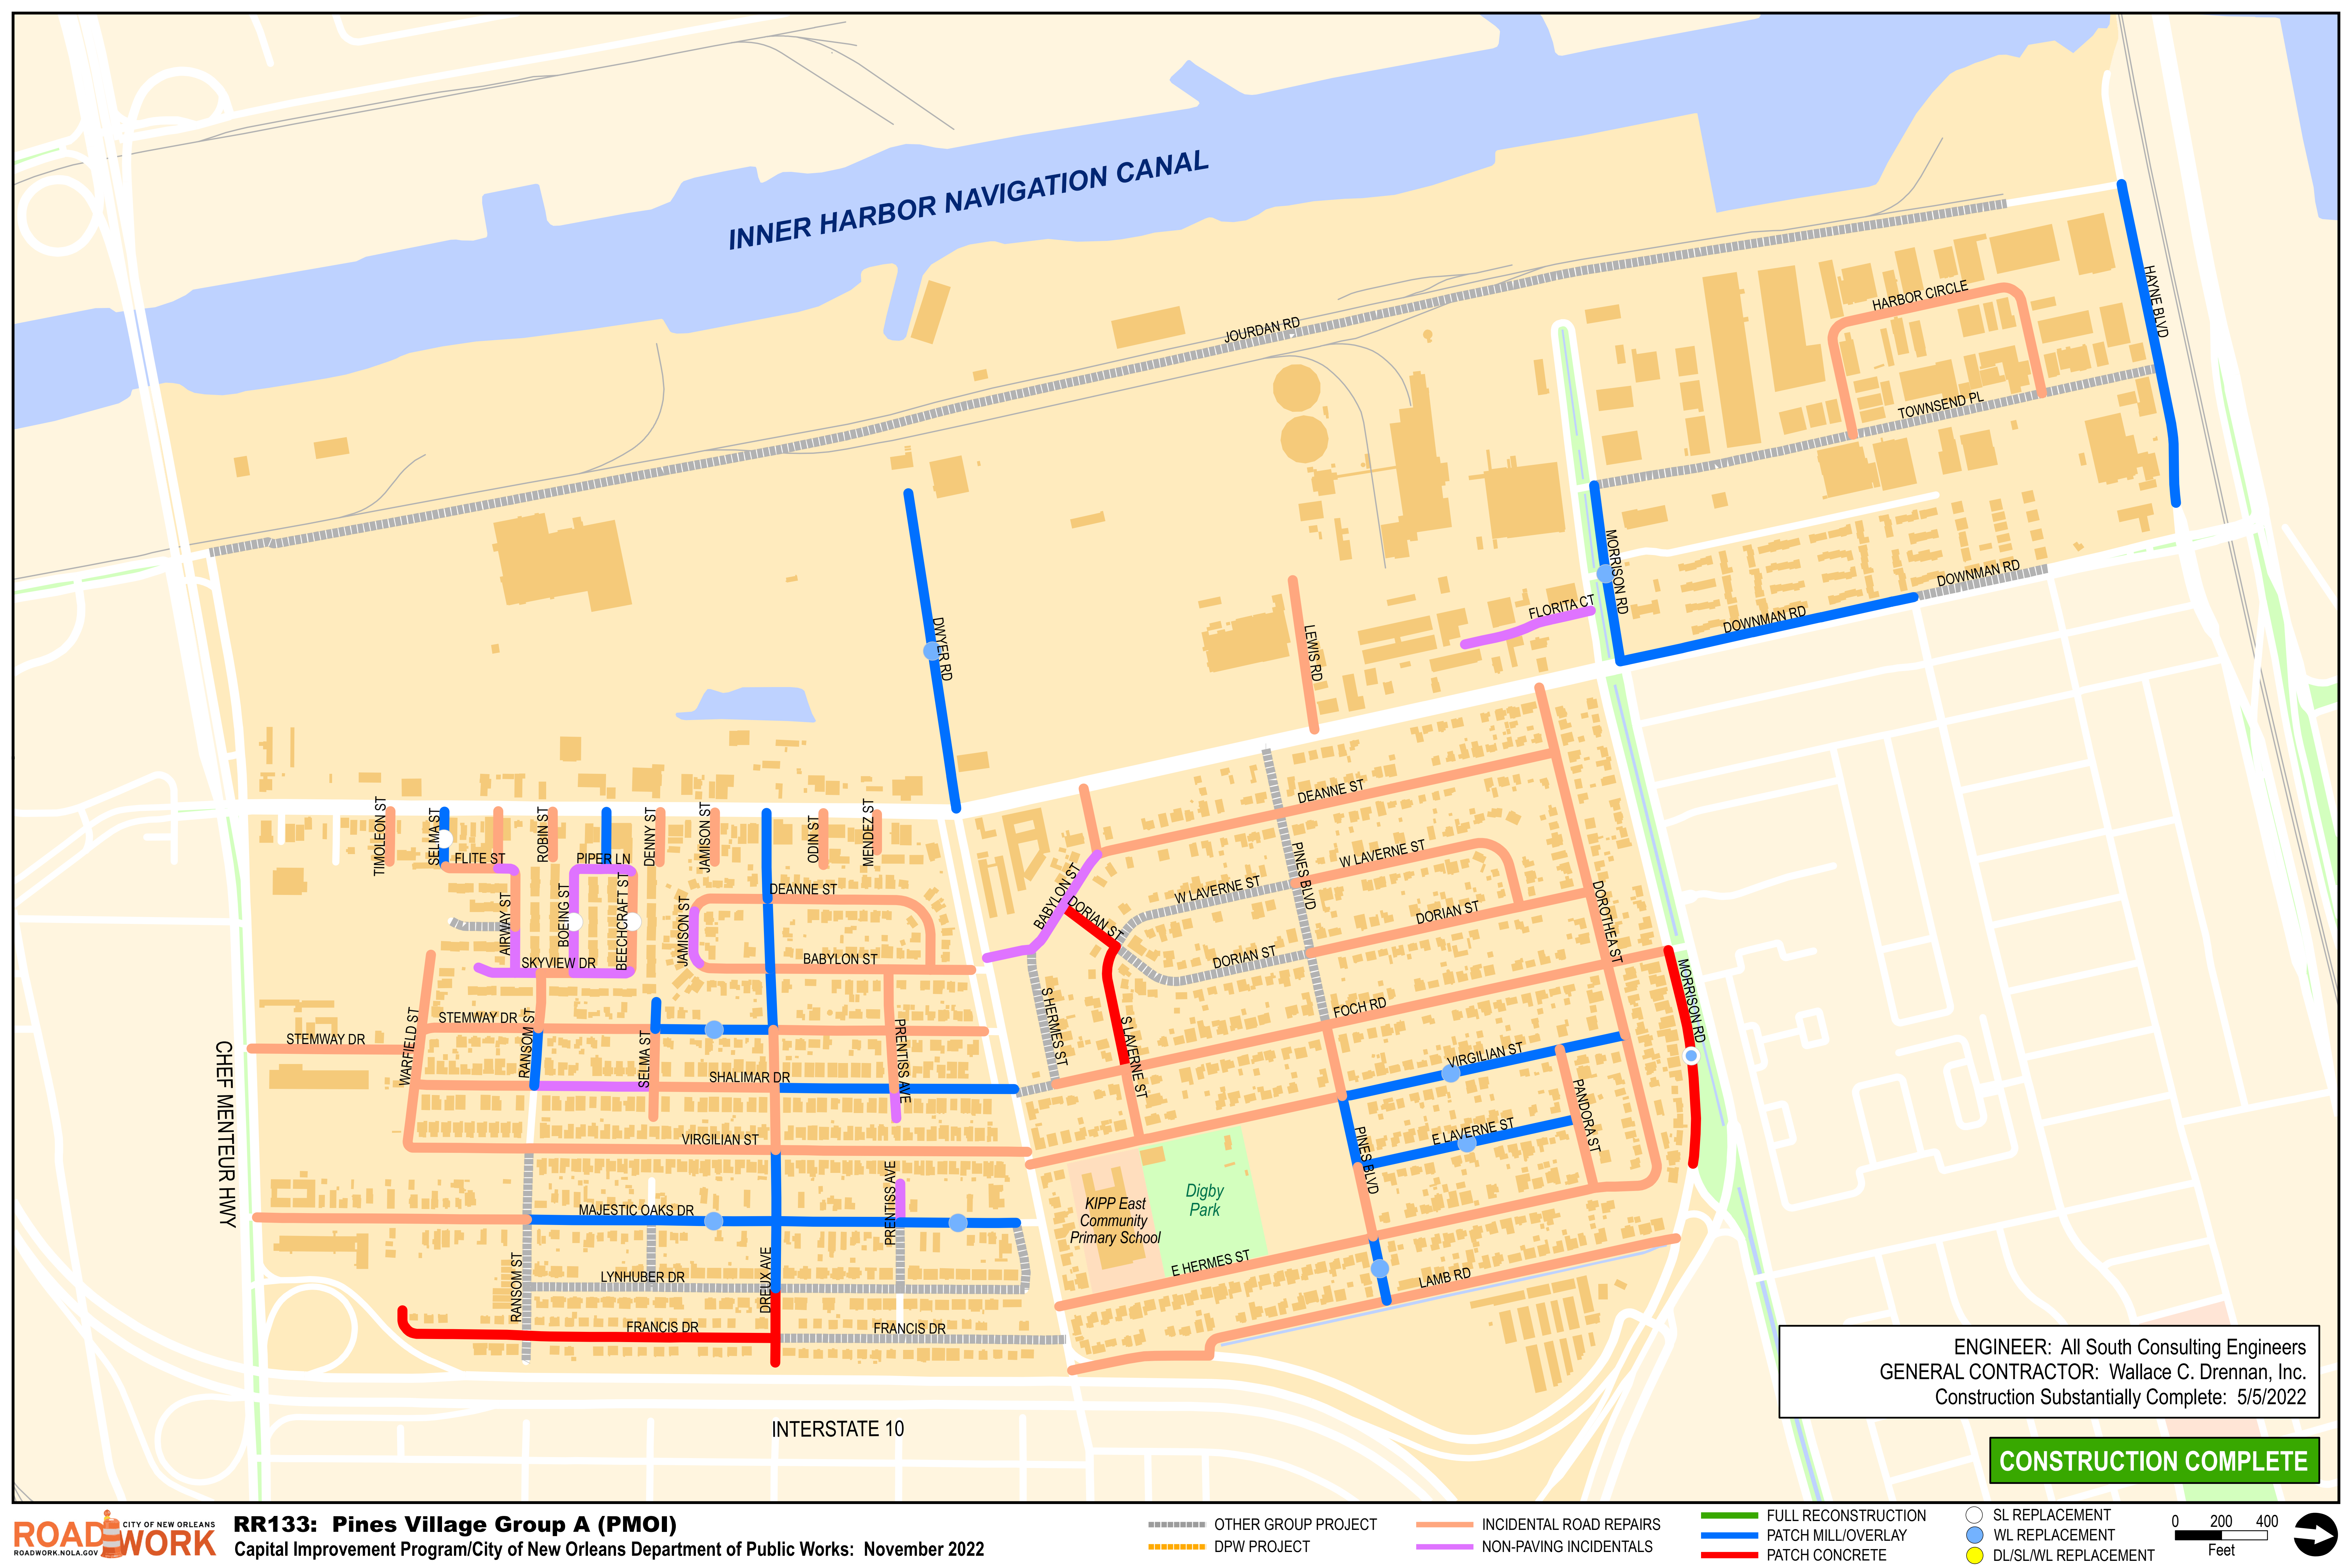 INNER HARBOR NAVIGATION CANAL
JOURDAN RD
HARBOR CIRCLE
HAYNE BLVD
TOWNSEND PL
MORRISON RD
DOWNMAN RD
DOWNMAN RD
FLORITA CT
LEWIS RD
DWYER RD
TIMOLEON ST
SELMA ST
FLITE ST
ROBIN ST
PIPER LN
DENNY ST
JAMISON ST
ODIN ST
MENDEZ ST
DEANNE ST
AIRWAY ST
BOEING ST
BEECHCRAFT ST
JAMISON ST
SKYVIEW DR
BABYLON ST
STEMWAY DR
STEMWAY DR
WARFIELD ST
RANSOM ST
SELMA ST
SHALIMAR DR
PRENTISS AVE
VIRGILIAN ST
MAJESTIC OAKS DR
PRENTISS AVE
LYNHUBER DR
DREUX AVE
RANSOM ST
FRANCIS DR
FRANCIS DR
CHEF MENTEUR HWY
INTERSTATE 10
DEANNE ST
BABYLON ST
DORIAN ST
W LAVERNE ST
W LAVERNE ST
PINES BLVD
DORIAN ST
DORIAN ST
DOROTHEA ST
S HERMES ST
S LAVERNE ST
FOCH RD
MORRISON RD
VIRGILIAN ST
PANDORA ST
E LAVERNE ST
PINES BLVD
KIPP East
Community
Primary School
Digby
Park
E HERMES ST
LAMB RD
ENGINEER: All South Consulting Engineers
GENERAL CONTRACTOR: Wallace C. Drennan, Inc.
Construction Substantially Complete: 5/5/2022
CONSTRUCTION COMPLETE
CITY OF NEW ORLEANS
ROAD WORK
ROADWORK.NOLA.GOV
RR133: Pines Village Group A (PMOI)
Capital Improvement Program/City of New Orleans Department of Public Works: November 2022
OTHER GROUP PROJECT
DPW PROJECT
INCIDENTAL ROAD REPAIRS
NON-PAVING INCIDENTALS
FULL RECONSTRUCTION
PATCH MILL/OVERLAY
PATCH CONCRETE
SL REPLACEMENT
WL REPLACEMENT
DL/SL/WL REPLACEMENT
0 200 400
Feet